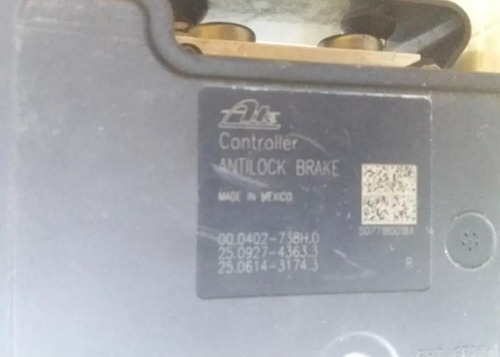 Ate
Controller
ANTILOCK BRAKE
MADE IN MEXICO
00.0402-738H.0
25.0927-4363.3
25.0614-3174.3
R